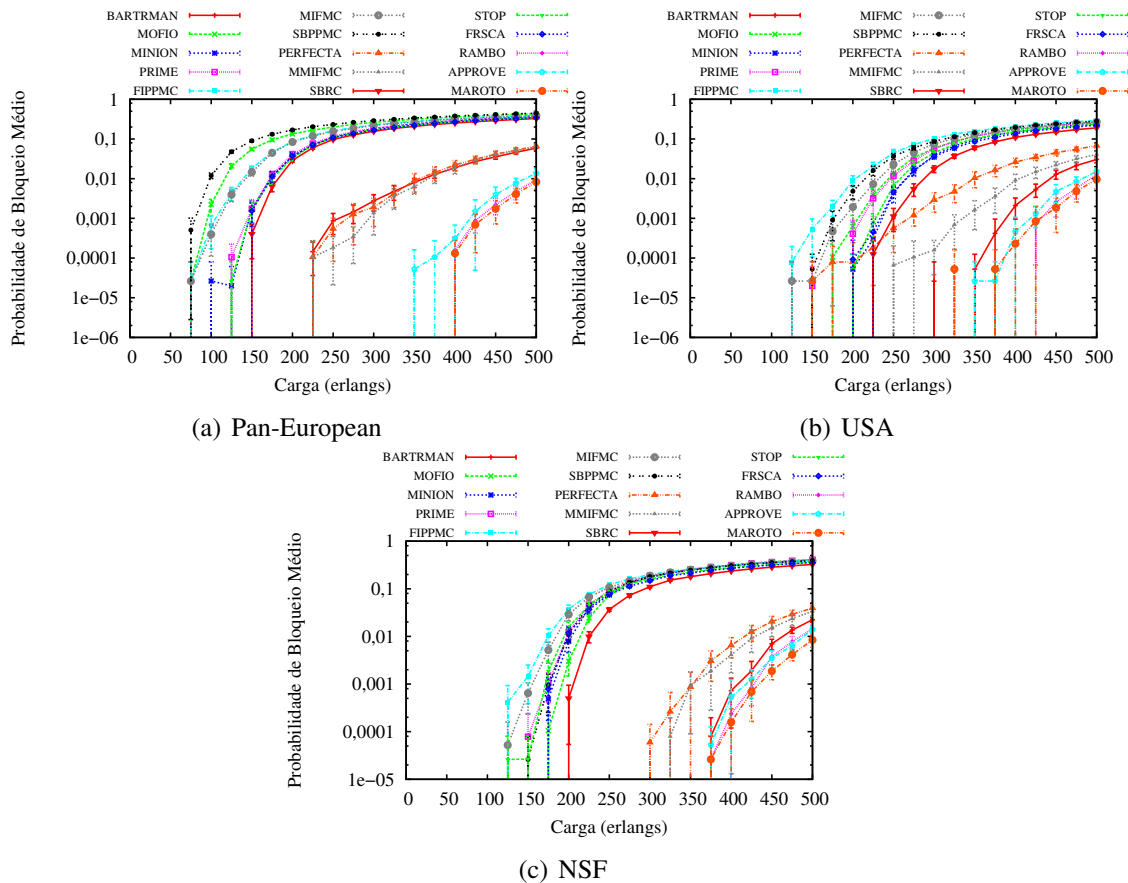 BARTRMAN
MOFIO
MINION
PRIME
FIPPMC
MIFMC
SBPPMC
PERFECTA
MMIFMC
SBRC
STOP
FRSCA
RAMBO
APPROVE
MAROTO
Probabilidade de Bloqueio Médio
1
0,1
0,01
0,001
0,0001
1e−05
1e−06
0 50 100 150 200 250 300 350 400 450 500
Carga (erlangs)
(a) Pan-European
BARTRMAN
MOFIO
MINION
PRIME
FIPPMC
MIFMC
SBPPMC
PERFECTA
MMIFMC
SBRC
STOP
FRSCA
RAMBO
APPROVE
MAROTO
Probabilidade de Bloqueio Médio
1
0,1
0,01
0,001
0,0001
1e−05
1e−06
0 50 100 150 200 250 300 350 400 450 500
Carga (erlangs)
(b) USA
BARTRMAN
MOFIO
MINION
PRIME
FIPPMC
MIFMC
SBPPMC
PERFECTA
MMIFMC
SBRC
STOP
FRSCA
RAMBO
APPROVE
MAROTO
Probabilidade de Bloqueio Médio
1
0,1
0,01
0,001
0,0001
1e−05
0 50 100 150 200 250 300 350 400 450 500
Carga (erlangs)
(c) NSF